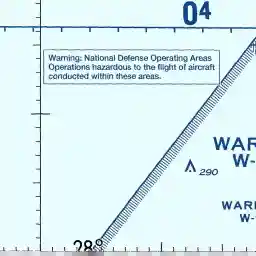 04
Warning: National Defense Operating Areas
Operations hazardous to the flight of aircraft
conducted within these areas.
WAR
W-
290
WAR
W-
28°